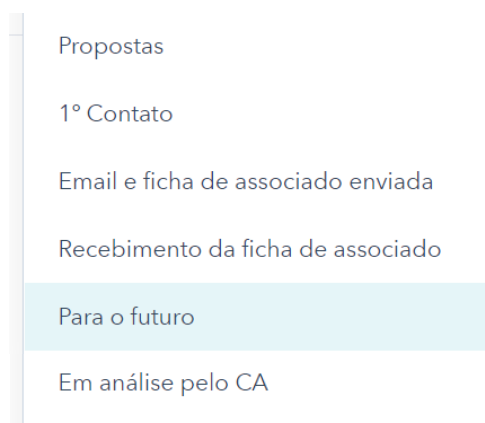 Propostas
1º Contato
Email e ficha de associado enviada
Recebimento da ficha de associado
Para o futuro
Em análise pelo CA